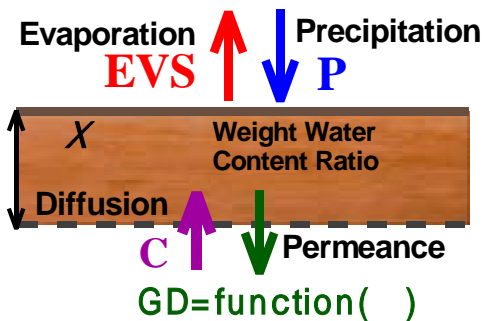 Evaporation
EVS
Precipitation
P
X
Weight Water
Content Ratio
Diffusion
C
Permeance
GD=function( )